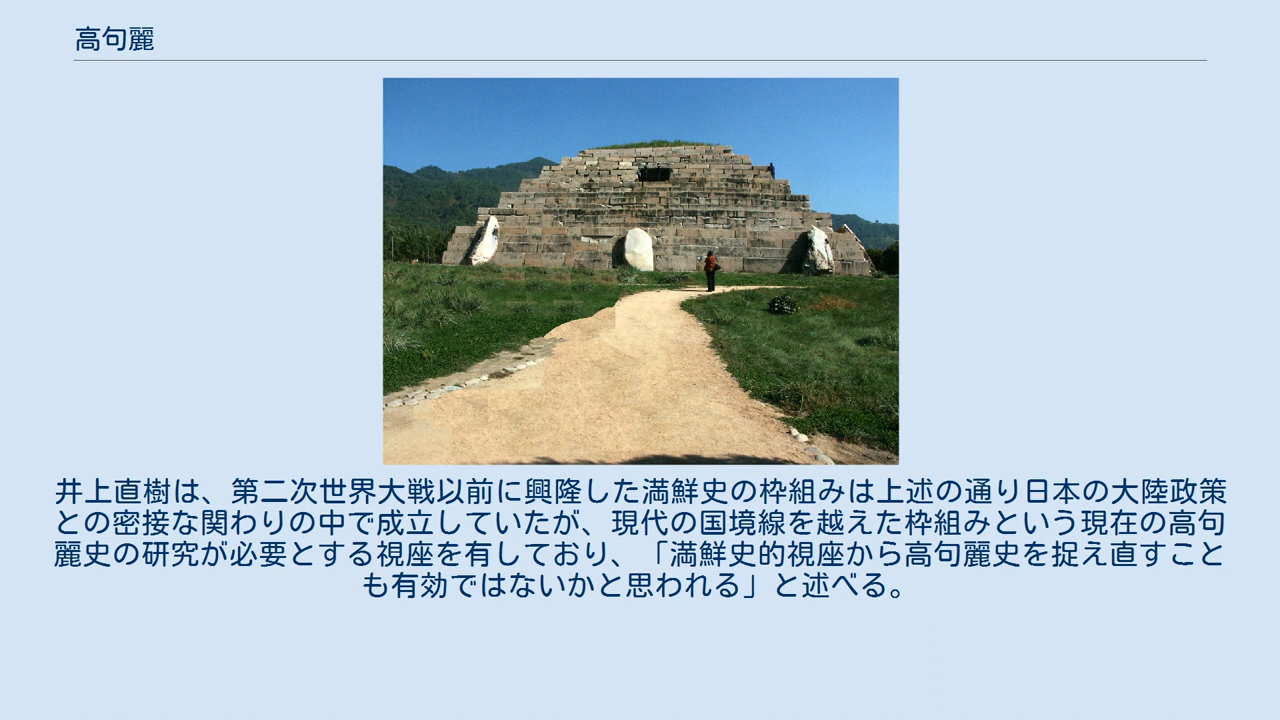 高句麗
井上直樹は、第二次世界大戦以前に興隆した満鮮史の枠組みは上述の通り日本の大陸政策
との密接な関わりの中で成立していたが、現代の国境線を越えた枠組みという現在の高句
麗史の研究が必要とする視座を有しており、「満鮮史的視座から高句麗史を捉え直すこと
も有効ではないかと思われる」と述べる。